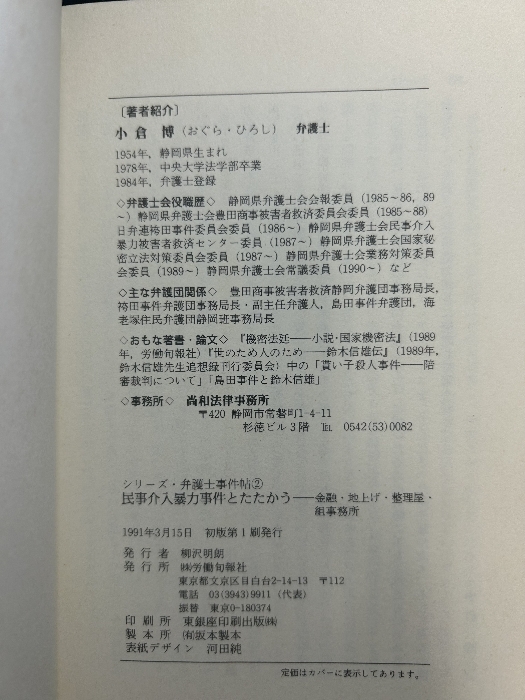 〔著者紹介〕
小倉 博（おぐら・ひろし） 弁護士
1954年，静岡県生まれ
1978年，中央大学法学部卒業
1984年，弁護士登録
◇弁護士会役職歴◇ 静岡県弁護士会会報委員（1985～86，89
～）静岡県弁護士会豊田商事被害者救済委員会委員（1985～88）
日弁連袴田事件委員会委員（1986～）静岡県弁護士会民事介入
暴力被害者救済センター委員（1987～）静岡県弁護士会国家秘
密立法対策委員会委員（1987～）静岡県弁護士会業務対策委員
会委員（1989～）静岡県弁護士会常議委員（1990～）など
◇主な弁護団関係◇ 豊田商事被害者救済静岡弁護団事務局長，
袴田事件弁護団事務局長・副主任弁護人，島田事件弁護団，海
老塚住民弁護団静岡班事務局長
◇おもな著書・論文◇『機密法廷――小説・国家機密法』（1989
年，労働旬報社）『世のため人のため――鈴木信雄伝』（1989年，
鈴木信雄先生追想録刊行委員会）中の「貰い子殺人事件――陪
審裁判について」「島田事件と鈴木信雄」
◇事務所◇ 尚和法律事務所
〒420 静岡市常磐町1-4-11
杉徳ビル3階 ℡ 0542(53)0082
シリーズ・弁護士事件帖②
民事介入暴力事件とたたかう――金融・地上げ・整理屋・
組事務所
1991年3月15日 初版第1刷発行
発行者 柳沢明朗
発行所 ㈱労働旬報社
東京都文京区目白台2-14-13 〒112
電話 03(3943)9911（代表）
振替 東京0-180374
印刷所 東銀座印刷出版㈱
製本所 ㈲坂本製本
表紙デザイン 河田純
定価はカバーに表示してあります。